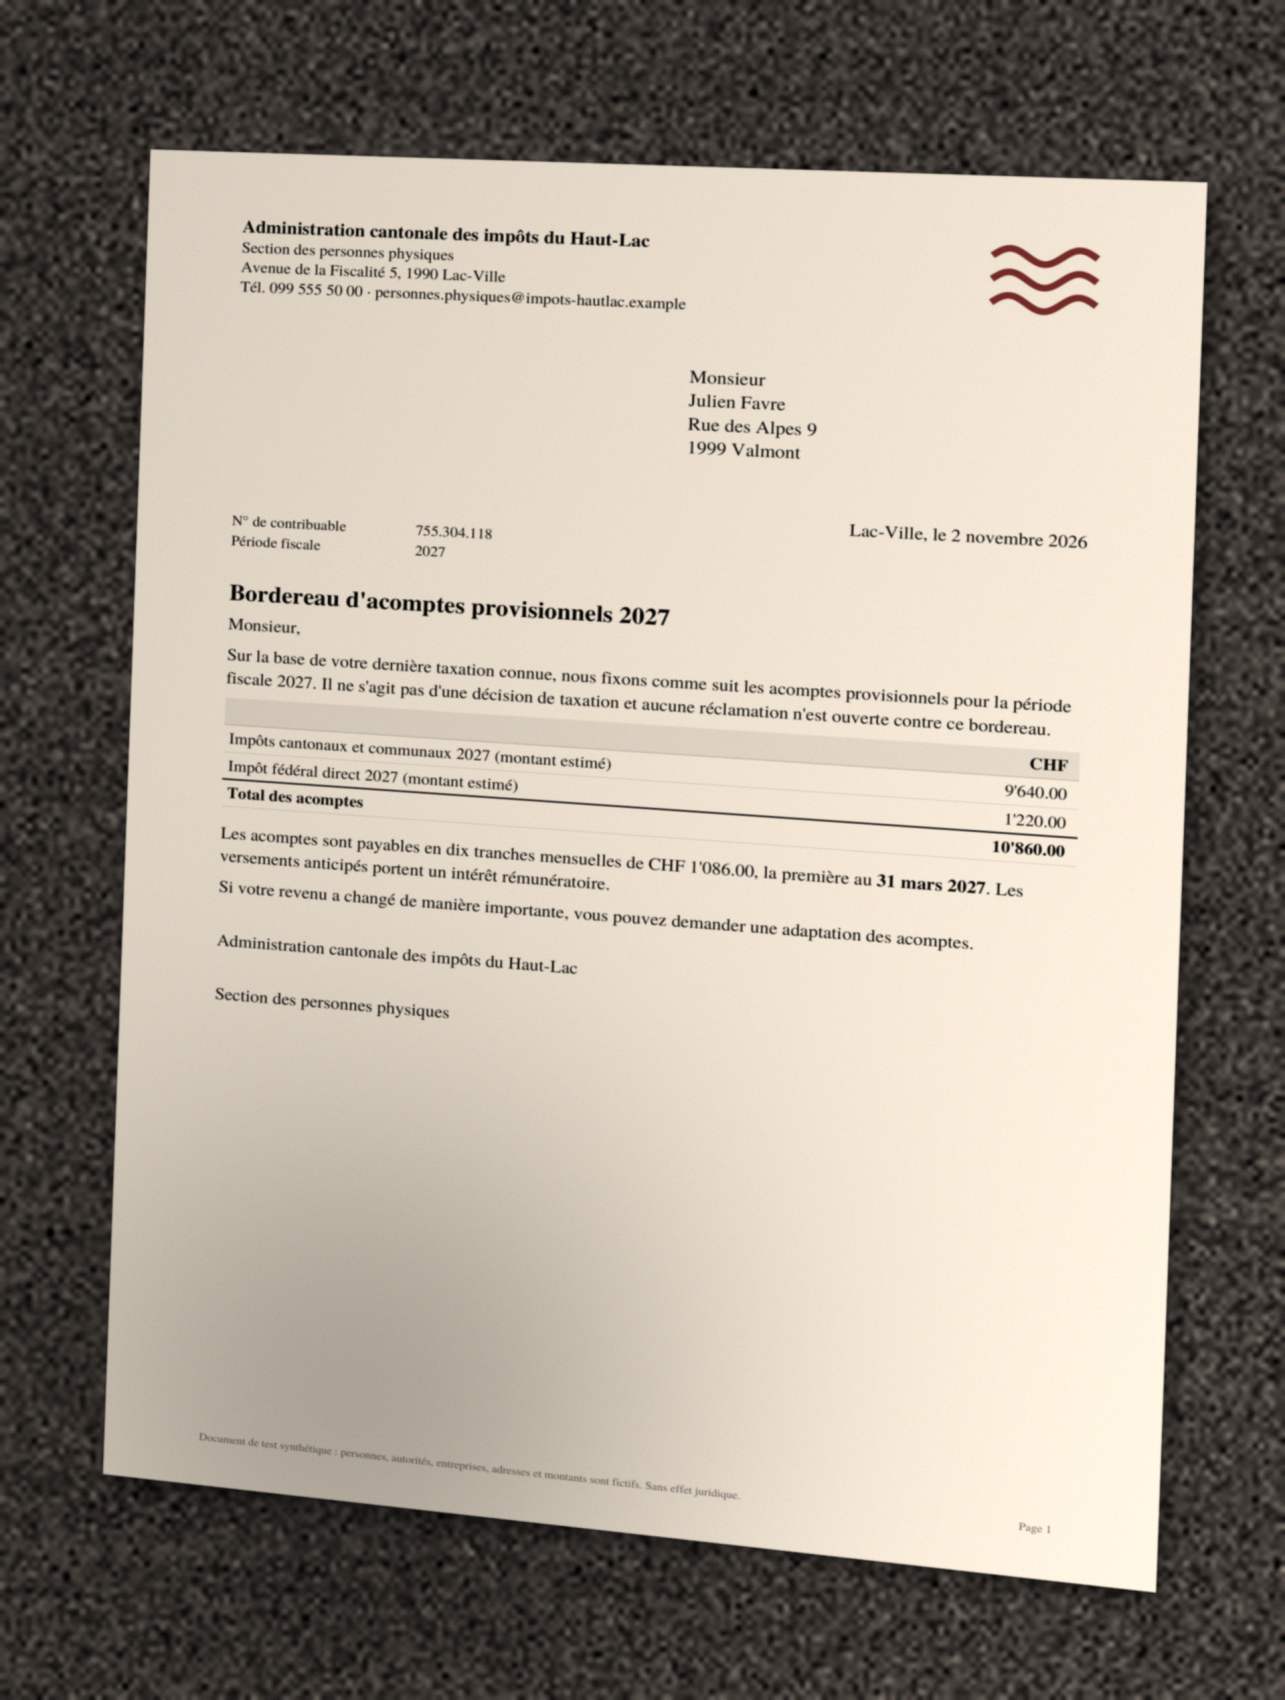 Administration cantonale des impôts du Haut-Lac
Section des personnes physiques
Avenue de la Fiscalité 5, 1990 Lac-Ville
Tél. 099 555 50 00 · personnes.physiques@impots-hautlac.example
Monsieur
Julien Favre
Rue des Alpes 9
1999 Valmont
N° de contribuable 755.304.118
Période fiscale 2027
Lac-Ville, le 2 novembre 2026
Bordereau d'acomptes provisionnels 2027
Monsieur,
Sur la base de votre dernière taxation connue, nous fixons comme suit les acomptes provisionnels pour la période
fiscale 2027. Il ne s'agit pas d'une décision de taxation et aucune réclamation n'est ouverte contre ce bordereau.
CHF
Impôts cantonaux et communaux 2027 (montant estimé) 9'640.00
Impôt fédéral direct 2027 (montant estimé) 1'220.00
Total des acomptes 10'860.00
Les acomptes sont payables en dix tranches mensuelles de CHF 1'086.00, la première au 31 mars 2027. Les
versements anticipés portent un intérêt rémunératoire.
Si votre revenu a changé de manière importante, vous pouvez demander une adaptation des acomptes.
Administration cantonale des impôts du Haut-Lac
Section des personnes physiques
Document de test synthétique : personnes, autorités, entreprises, adresses et montants sont fictifs. Sans effet juridique.
Page 1